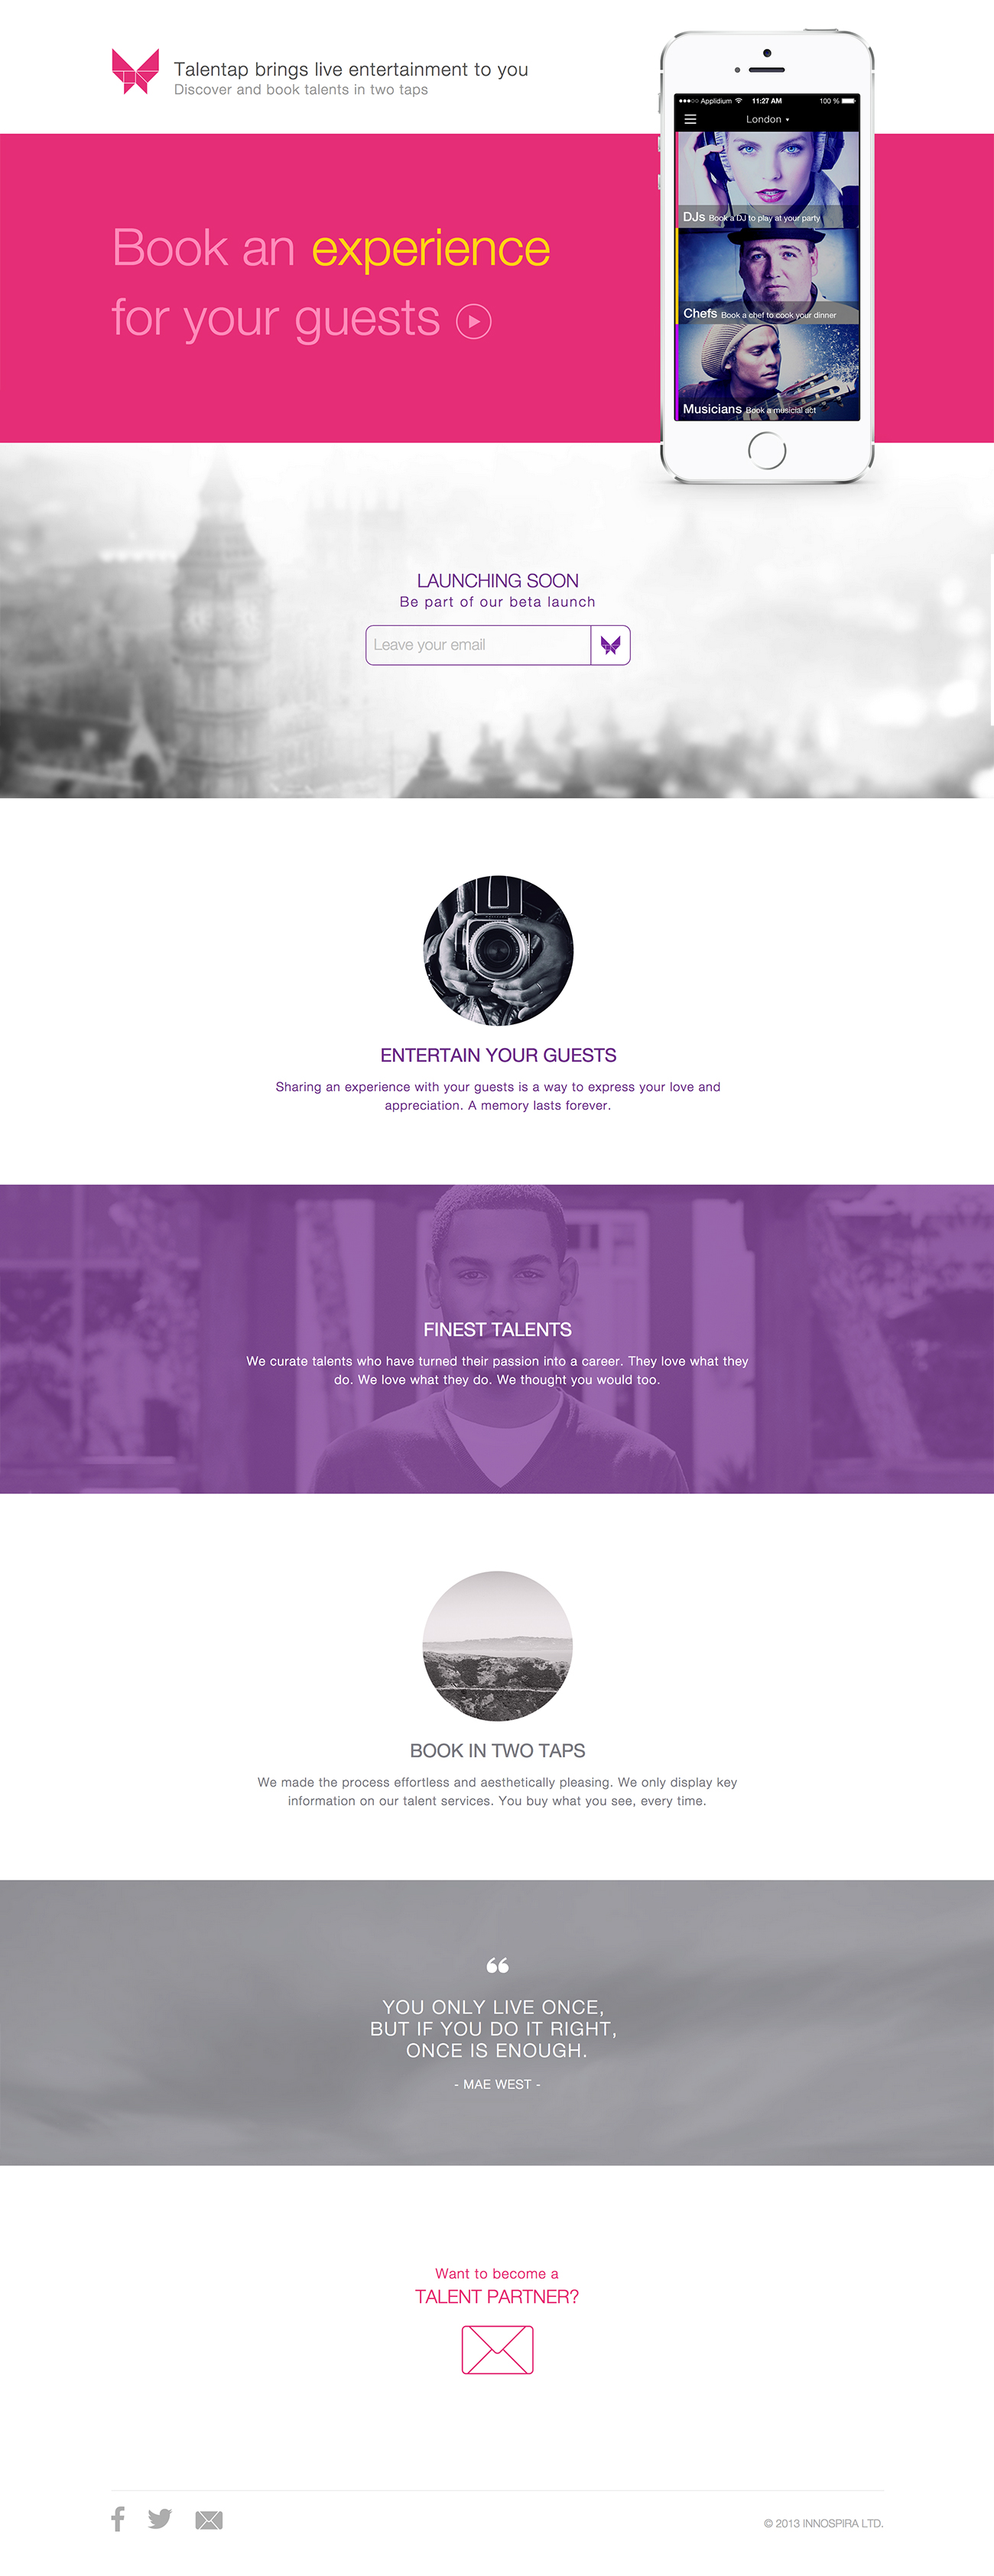 Talentap brings live entertainment to you
Discover and book talents in two taps
Applidium 11:27 AM 100 %
London
DJs Book a DJ to play at your party
Chefs Book a chef to cook your dinner
Musicians Book a musicial act
Book an experience
for your guests
LAUNCHING SOON
Be part of our beta launch
Leave your email
ENTERTAIN YOUR GUESTS
Sharing an experience with your guests is a way to express your love and
appreciation. A memory lasts forever.
FINEST TALENTS
We curate talents who have turned their passion into a career. They love what they
do. We love what they do. We thought you would too.
BOOK IN TWO TAPS
We made the process effortless and aesthetically pleasing. We only display key
information on our talent services. You buy what you see, every time.
“
YOU ONLY LIVE ONCE,
BUT IF YOU DO IT RIGHT,
ONCE IS ENOUGH.
- MAE WEST -
Want to become a
TALENT PARTNER?
© 2013 INNOSPIRA LTD.